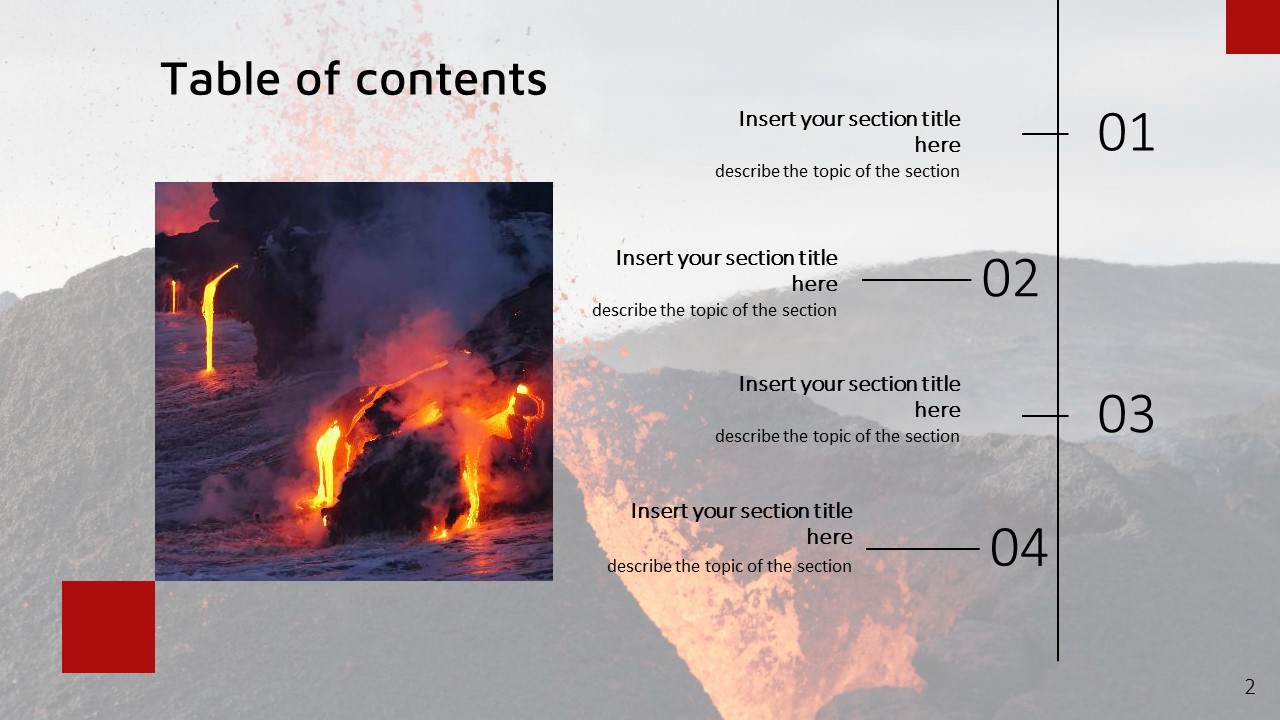 Table of contents
Insert your section title
here
describe the topic of the section
01
Insert your section title
here
describe the topic of the section
02
Insert your section title
here
describe the topic of the section
03
Insert your section title
here
describe the topic of the section
04
2